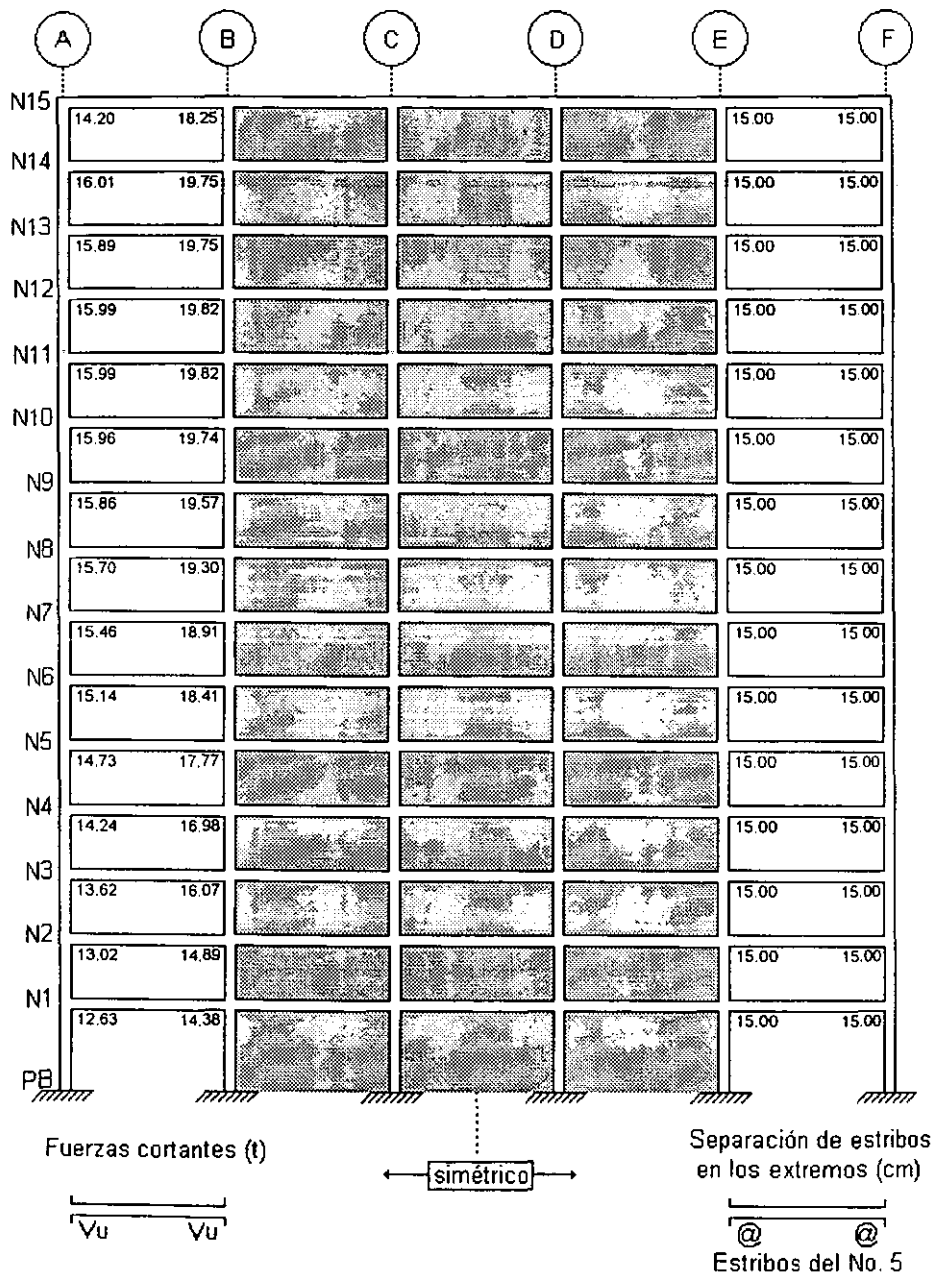 A B C D E F
N15
14.20 18.25 15.00 15.00
N14
16.01 19.75 15.00 15.00
N13
15.89 19.75 15.00 15.00
N12
15.99 19.82 15.00 15.00
N11
15.99 19.82 15.00 15.00
N10
15.96 19.74 15.00 15.00
N9
15.86 19.57 15.00 15.00
N8
15.70 19.30 15.00 15.00
N7
15.46 18.91 15.00 15.00
N6
15.14 18.41 15.00 15.00
N5
14.73 17.77 15.00 15.00
N4
14.24 16.98 15.00 15.00
N3
13.62 16.07 15.00 15.00
N2
13.02 14.89 15.00 15.00
N1
12.63 14.38 15.00 15.00
PB
Fuerzas cortantes (t)
simétrico
Separación de estribos
en los extremos (cm)
Vu Vu
@ @
Estribos del No. 5